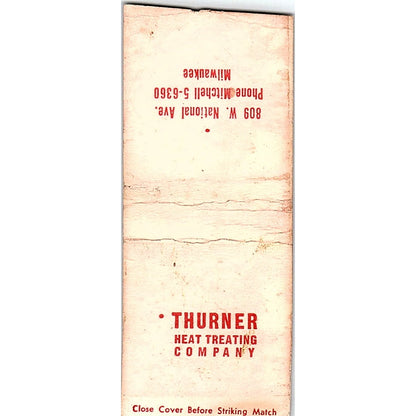 809 W. National Ave.
Phone Mitchell 5-6360
Milwaukee
• THURNER
HEAT TREATING
COMPANY
Close Cover Before Striking Match